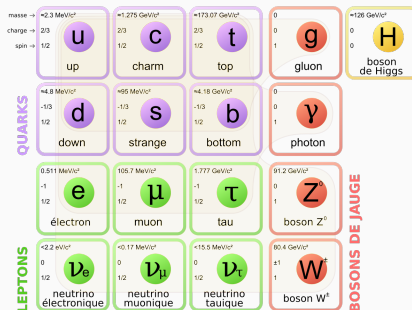 masse → ≈2.3 MeV/c² ≈1.275 GeV/c² ≈173.07 GeV/c² 0 ≈126 GeV/c²
charge → 2/3 2/3 2/3 0 0
spin → 1/2 1/2 1/2 1 0
u c t g H
up charm top gluon boson
de Higgs
≈4.8 MeV/c² ≈95 MeV/c² ≈4.18 GeV/c² 0
-1/3 -1/3 -1/3 0
1/2 1/2 1/2 1
d s b γ
down strange bottom photon
QUARKS
0.511 MeV/c² 105.7 MeV/c² 1.777 GeV/c² 91.2 GeV/c²
-1 -1 -1 0
1/2 1/2 1/2 1
e μ τ Z⁰
électron muon tau boson Z⁰
<2.2 eV/c² <0.17 MeV/c² <15.5 MeV/c² 80.4 GeV/c²
0 0 0 ±1
1/2 1/2 1/2 1
νe νμ ντ W±
neutrino neutrino neutrino boson W±
électronique muonique tauique
LEPTONS
BOSONS DE JAUGE